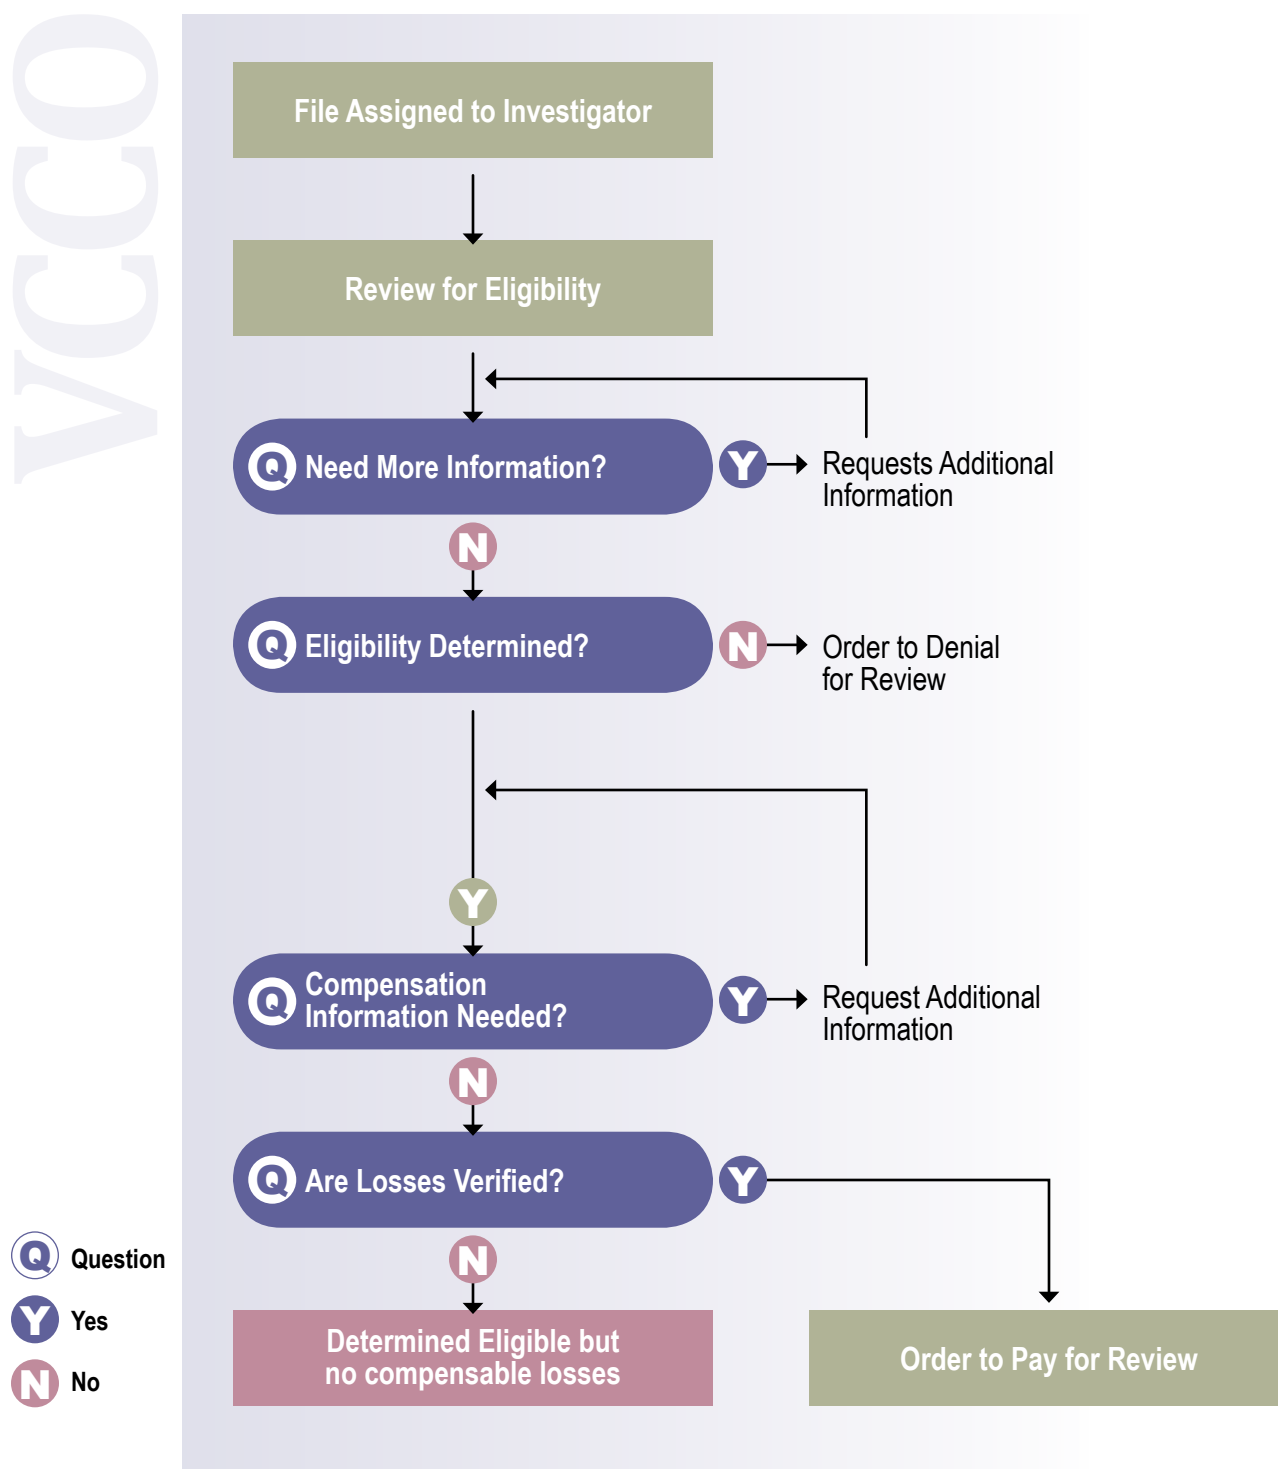 VCCO
File Assigned to Investigator
Review for Eligibility
Q Need More Information?
Y
Requests Additional
Information
N
Q Eligibility Determined?
N
Order to Denial
for Review
Y
Q Compensation
Information Needed?
Y
Request Additional
Information
N
Q Are Losses Verified?
Y
N
Determined Eligible but
no compensable losses
Order to Pay for Review
Q Question
Y Yes
N No